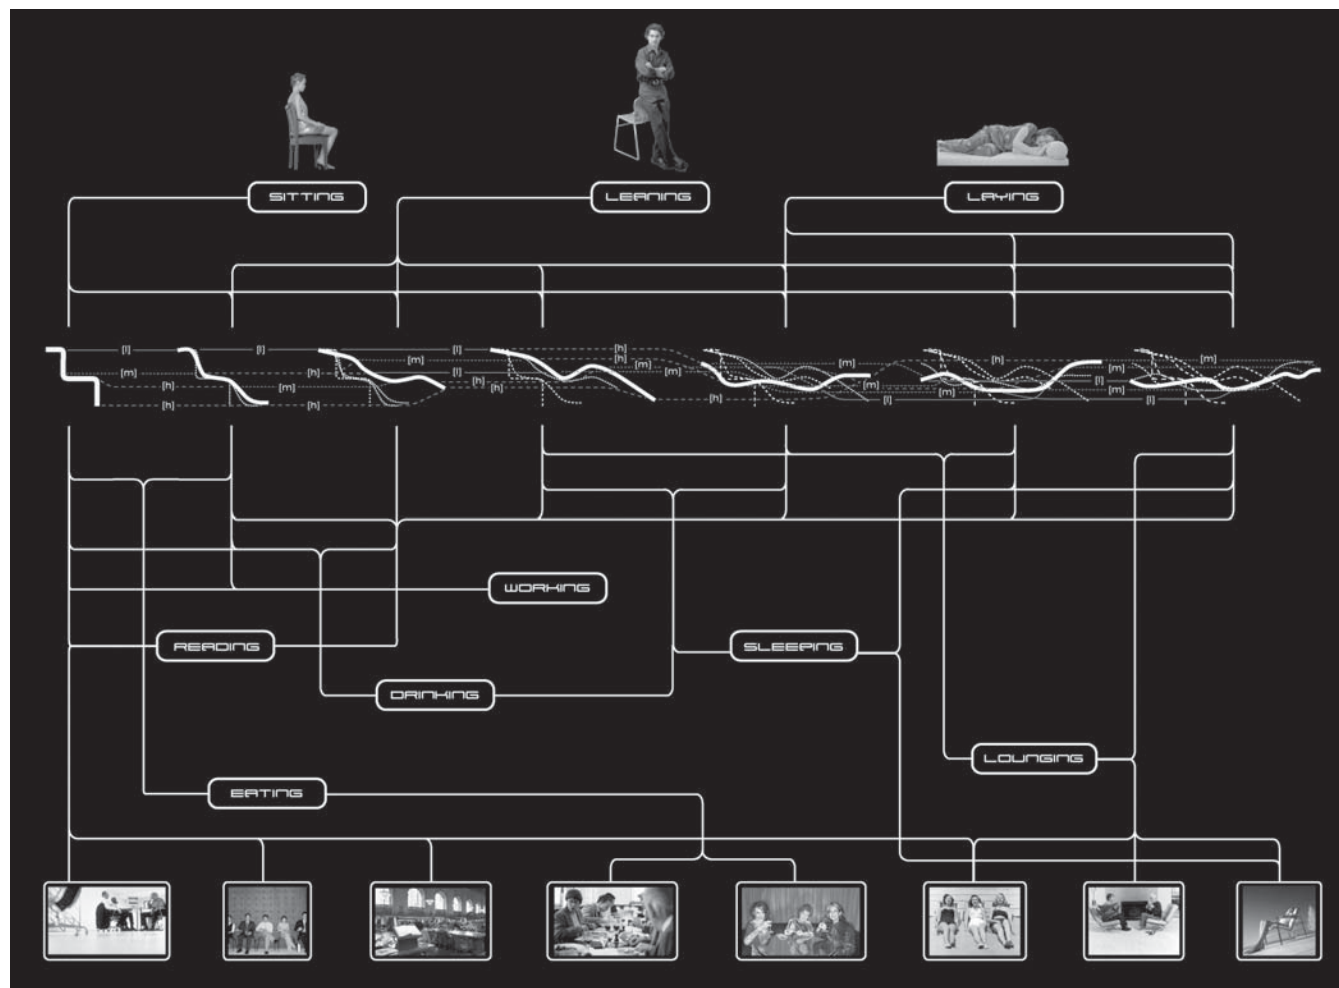 SITTING
LEANING
LAYING
[l] [l] [l] [h]
[h]
[m] [m] [m] [m] [h] [m]
[m] [h] [l] [m] [m]
[h] [m] [h] [h] [m] [m] [l]
[h] [h] [h] [l] [l]
WORKING
READING
SLEEPING
DRINKING
LOUNGING
EATING